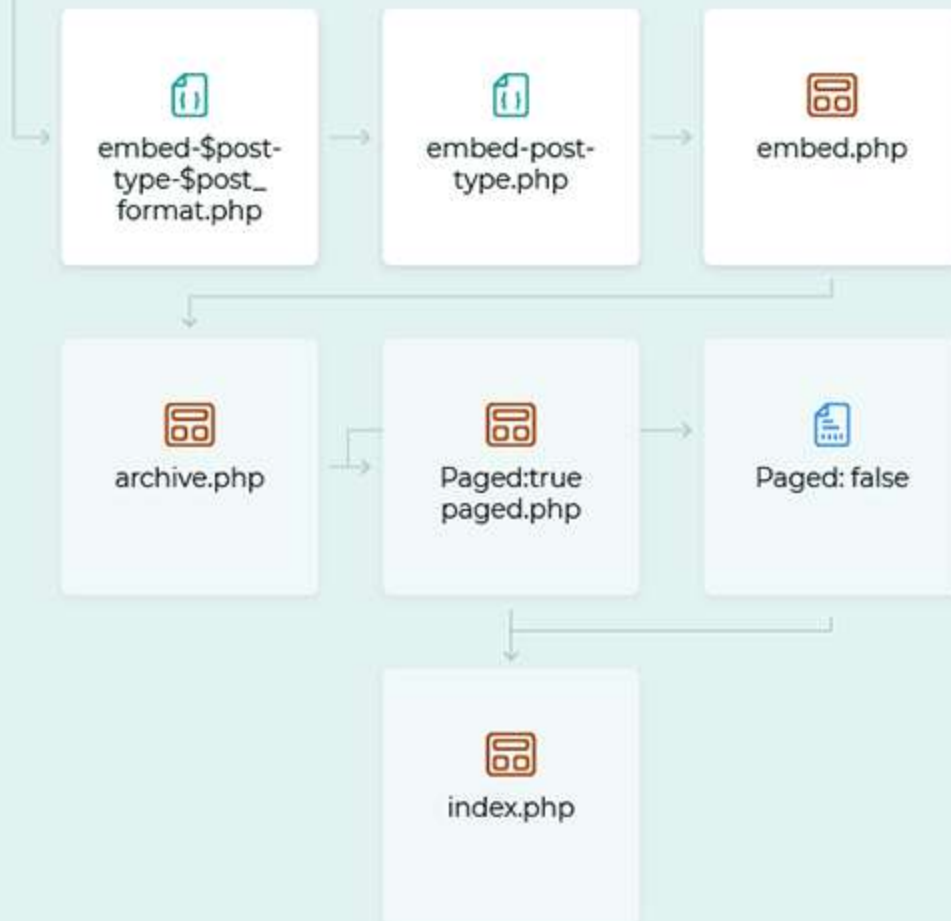 embed-$post-
type-$post_
format.php
embed-post-
type.php
embed.php
archive.php
Paged:true
paged.php
Paged: false
index.php